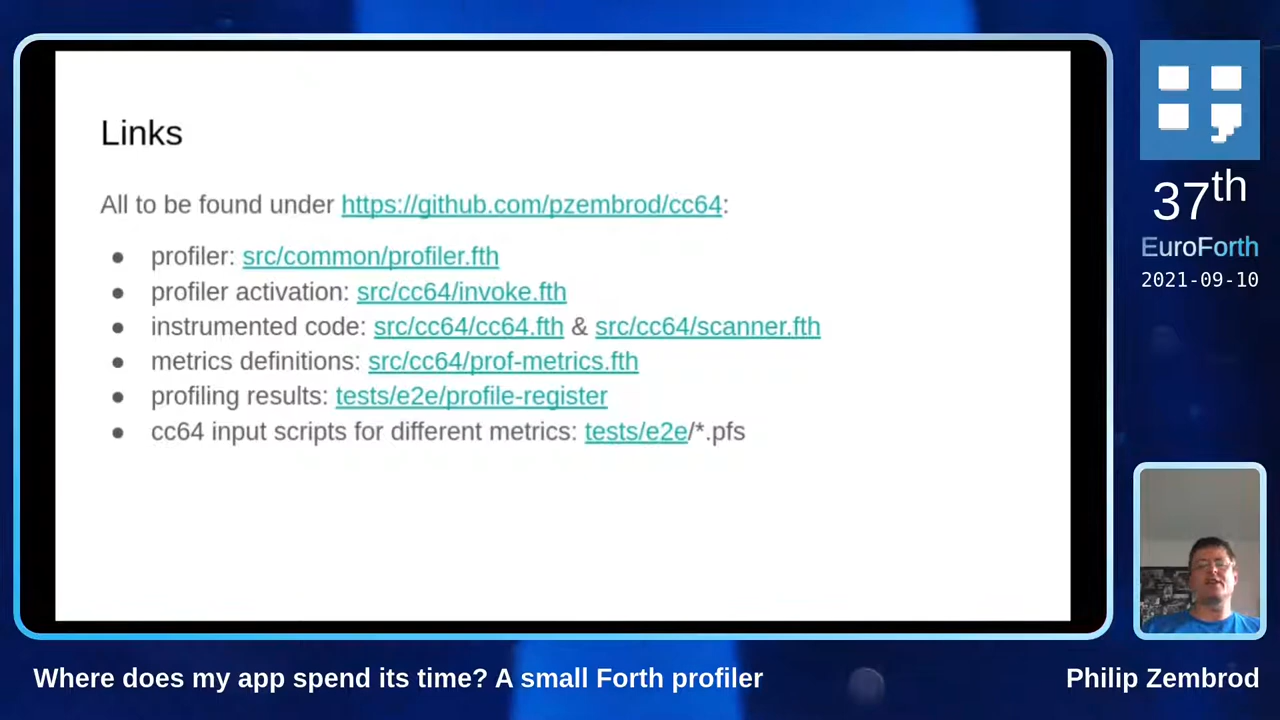 Links
All to be found under https://github.com/pzembrod/cc64:
● profiler: src/common/profiler.fth
● profiler activation: src/cc64/invoke.fth
● instrumented code: src/cc64/cc64.fth & src/cc64/scanner.fth
● metrics definitions: src/cc64/prof-metrics.fth
● profiling results: tests/e2e/profile-register
● cc64 input scripts for different metrics: tests/e2e/*.pfs
37th
EuroForth
2021-09-10
Where does my app spend its time? A small Forth profiler
Philip Zembrod